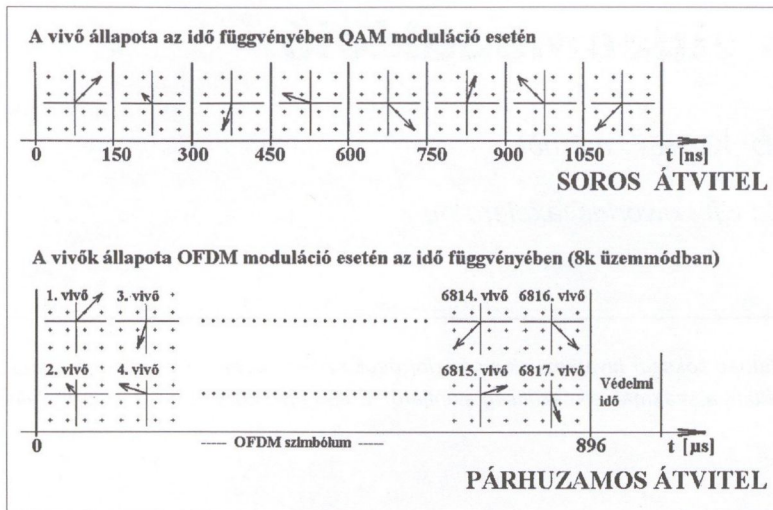 A vivő állapota az idő függvényében QAM moduláció esetén
0 150 300 450 600 750 900 1050 t [ns]
SOROS ÁTVITEL
A vivők állapota OFDM moduláció esetén az idő függvényében (8k üzemmódban)
1. vivő 3. vivő 6814. vivő 6816. vivő
2. vivő 4. vivő 6815. vivő 6817. vivő
Védelmi
idő
0 OFDM szimbólum 896 t [µs]
PÁRHUZAMOS ÁTVITEL